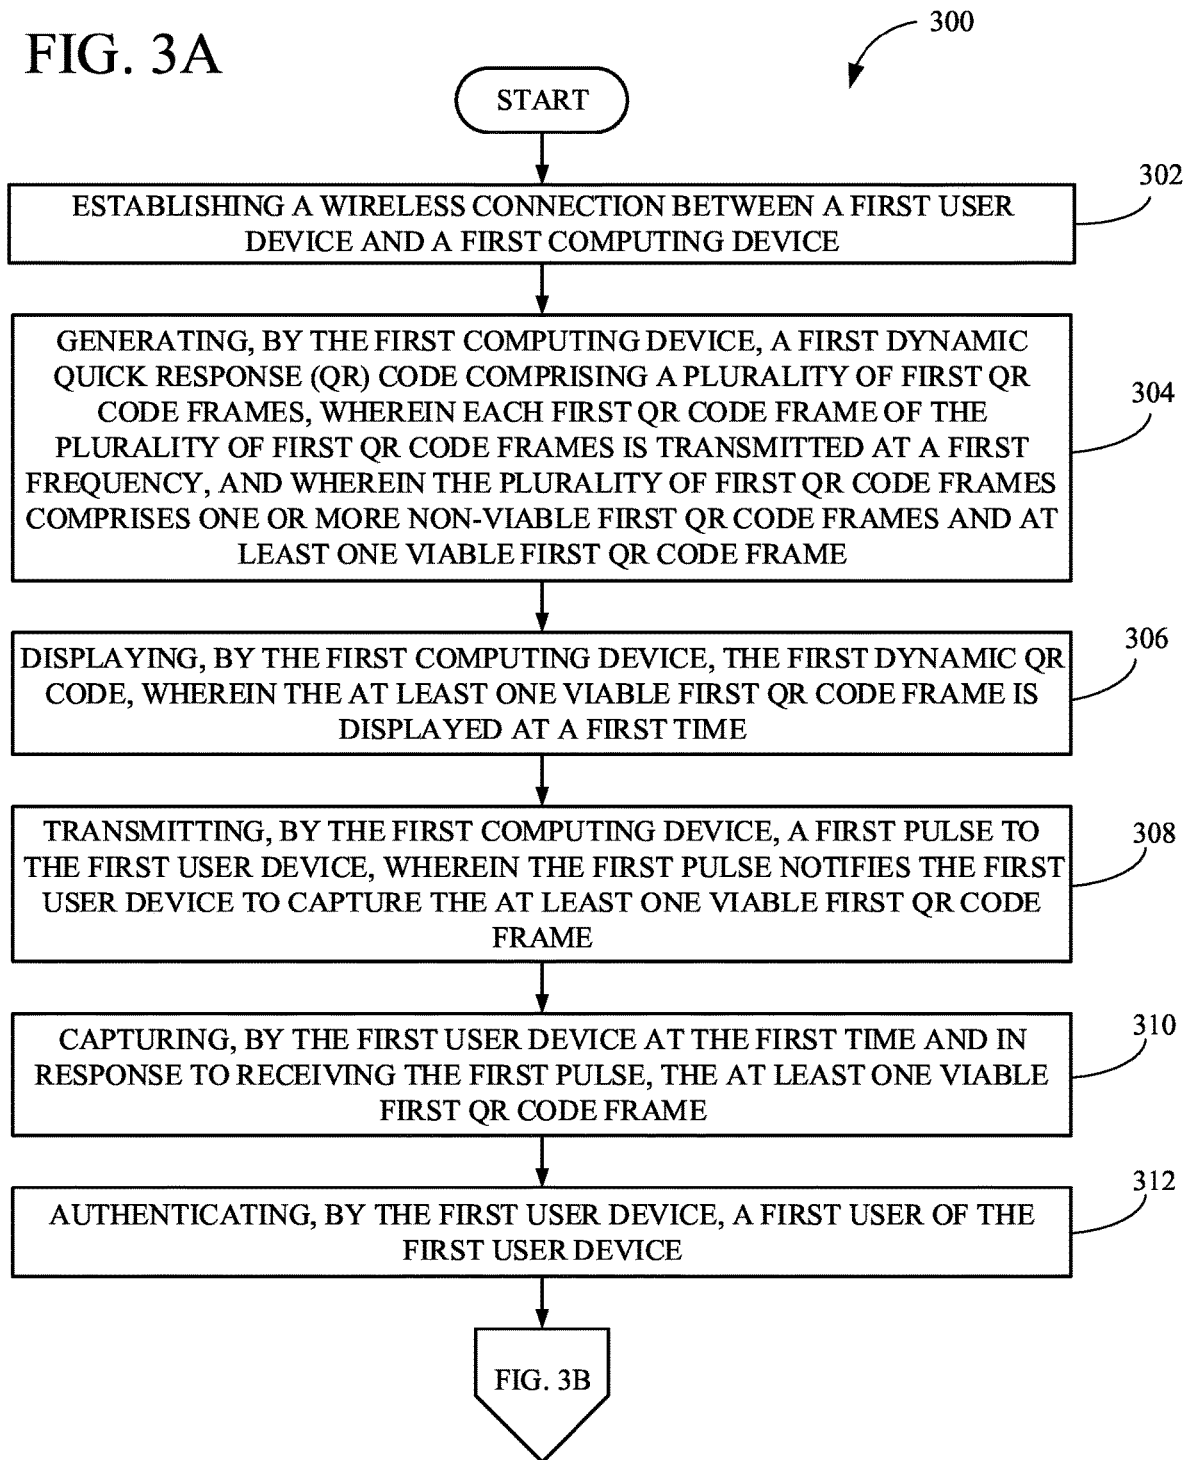 FIG. 3A
300
START
302
ESTABLISHING A WIRELESS CONNECTION BETWEEN A FIRST USER
DEVICE AND A FIRST COMPUTING DEVICE
GENERATING, BY THE FIRST COMPUTING DEVICE, A FIRST DYNAMIC
QUICK RESPONSE (QR) CODE COMPRISING A PLURALITY OF FIRST QR
CODE FRAMES, WHEREIN EACH FIRST QR CODE FRAME OF THE
PLURALITY OF FIRST QR CODE FRAMES IS TRANSMITTED AT A FIRST
FREQUENCY, AND WHEREIN THE PLURALITY OF FIRST QR CODE FRAMES
COMPRISES ONE OR MORE NON-VIABLE FIRST QR CODE FRAMES AND AT
LEAST ONE VIABLE FIRST QR CODE FRAME
304
DISPLAYING, BY THE FIRST COMPUTING DEVICE, THE FIRST DYNAMIC QR
CODE, WHEREIN THE AT LEAST ONE VIABLE FIRST QR CODE FRAME IS
DISPLAYED AT A FIRST TIME
306
TRANSMITTING, BY THE FIRST COMPUTING DEVICE, A FIRST PULSE TO
THE FIRST USER DEVICE, WHEREIN THE FIRST PULSE NOTIFIES THE FIRST
USER DEVICE TO CAPTURE THE AT LEAST ONE VIABLE FIRST QR CODE
FRAME
308
CAPTURING, BY THE FIRST USER DEVICE AT THE FIRST TIME AND IN
RESPONSE TO RECEIVING THE FIRST PULSE, THE AT LEAST ONE VIABLE
FIRST QR CODE FRAME
310
AUTHENTICATING, BY THE FIRST USER DEVICE, A FIRST USER OF THE
FIRST USER DEVICE
312
FIG. 3B